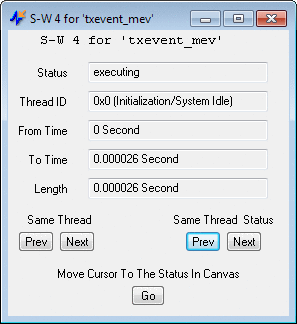 S-W 4 for 'txevent_mev'
S-W 4 for 'txevent_mev'
Status executing
Thread ID 0x0 (Initialization/System Idle)
From Time 0 Second
To Time 0.000026 Second
Length 0.000026 Second
Same Thread Same Thread Status
Prev Next Prev Next
Move Cursor To The Status In Canvas
Go